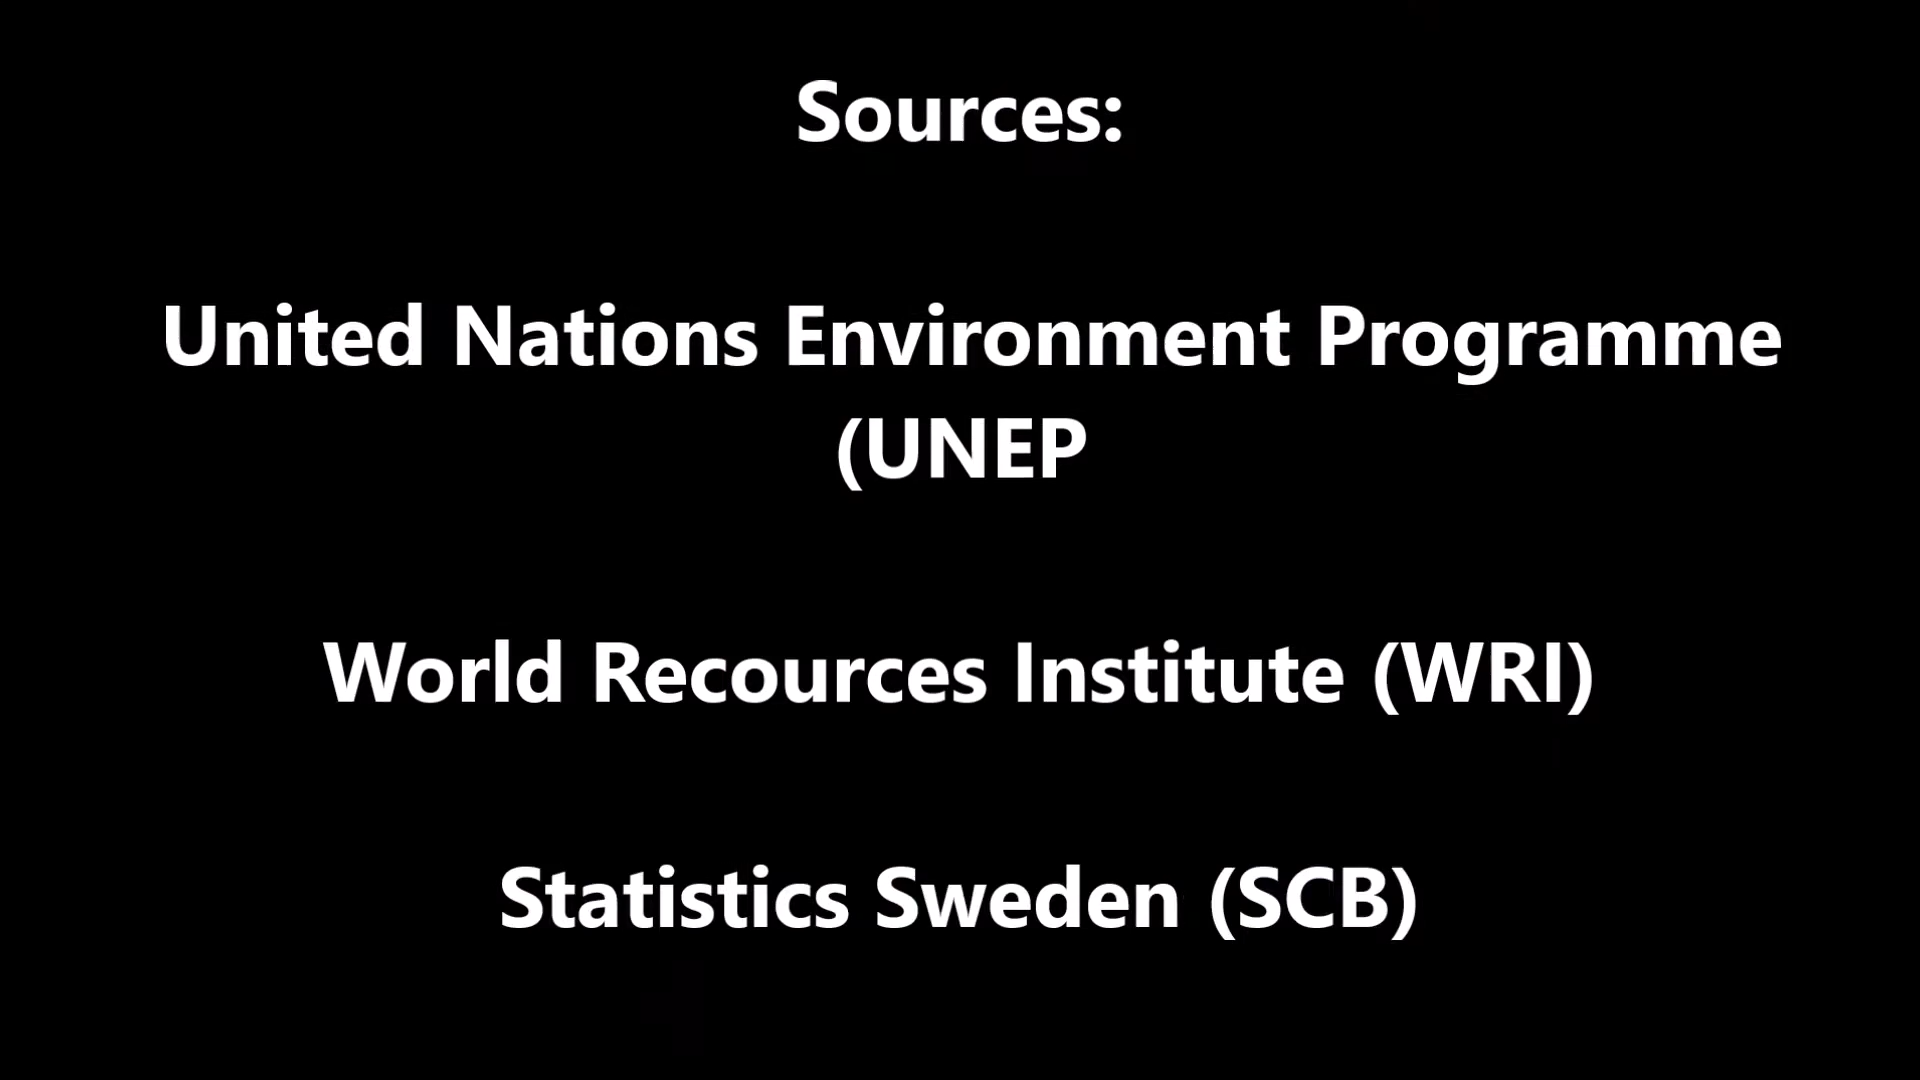 Sources:
United Nations Environment Programme
(UNEP
World Recources Institute (WRI)
Statistics Sweden (SCB)